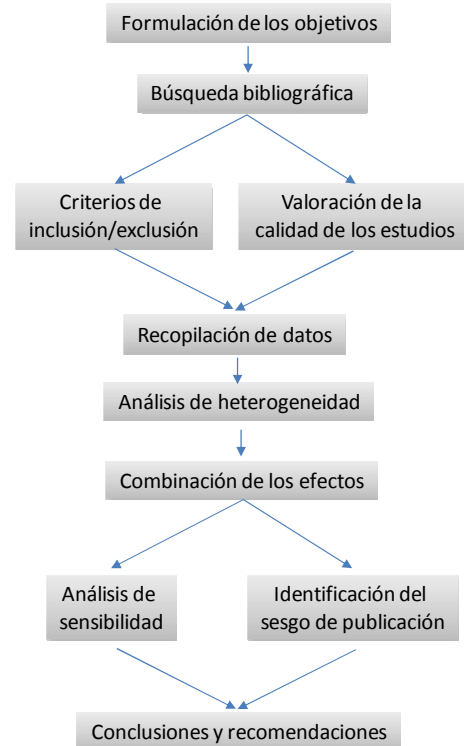 Formulación de los objetivos
Búsqueda bibliográfica
Criterios de
inclusión/exclusión
Valoración de la
calidad de los estudios
Recopilación de datos
Análisis de heterogeneidad
Combinación de los efectos
Análisis de
sensibilidad
Identificación del
sesgo de publicación
Conclusiones y recomendaciones